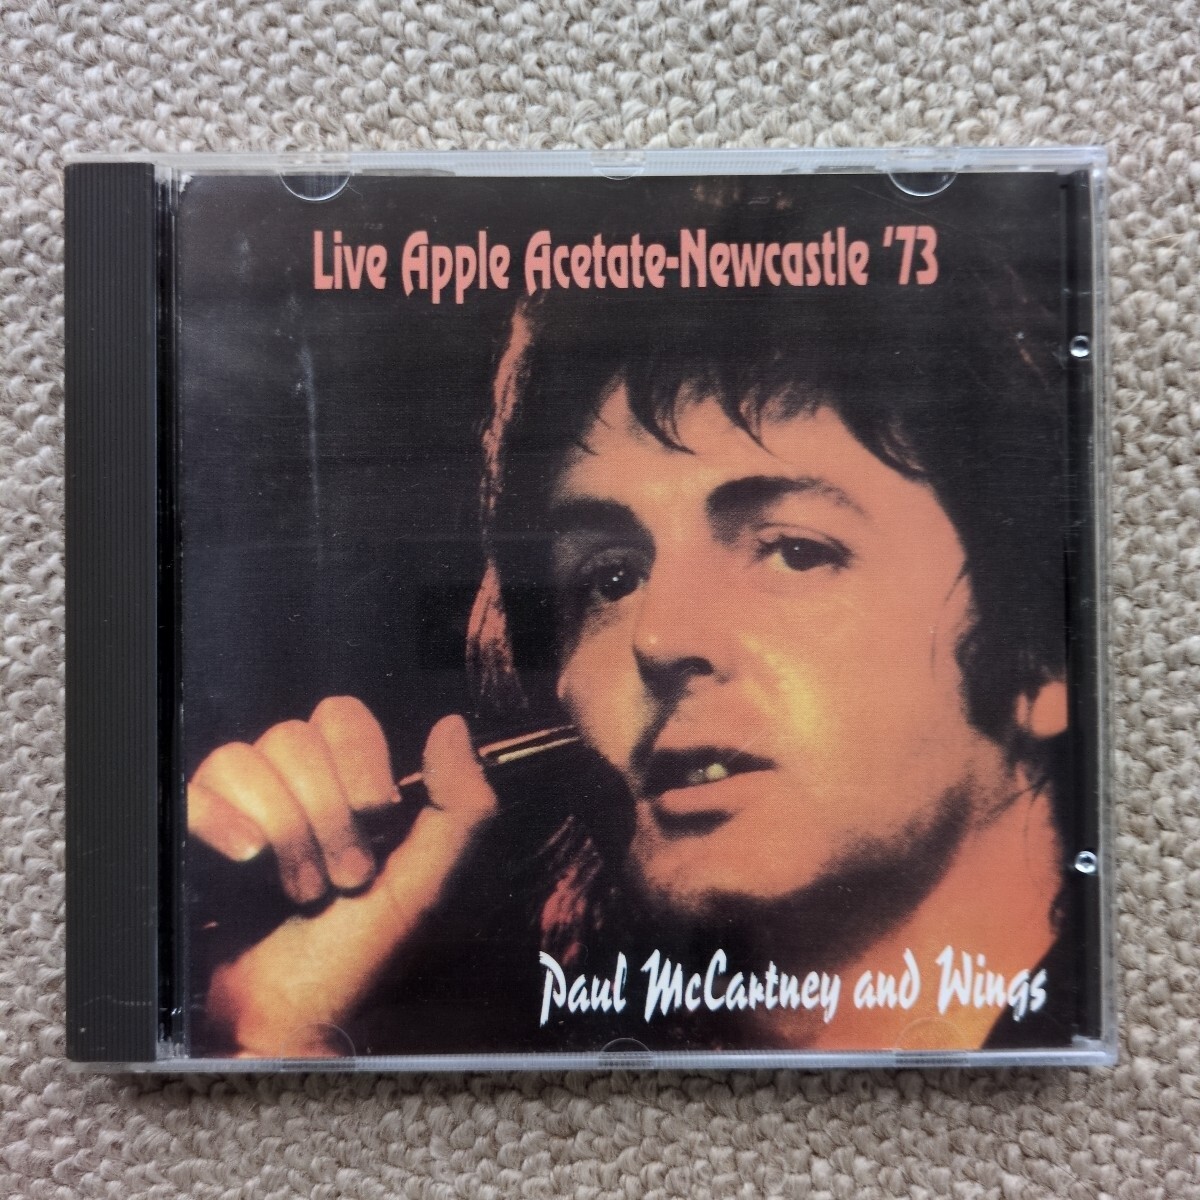 Live Apple Acetate-Newcastle '73
Paul McCartney and Wings